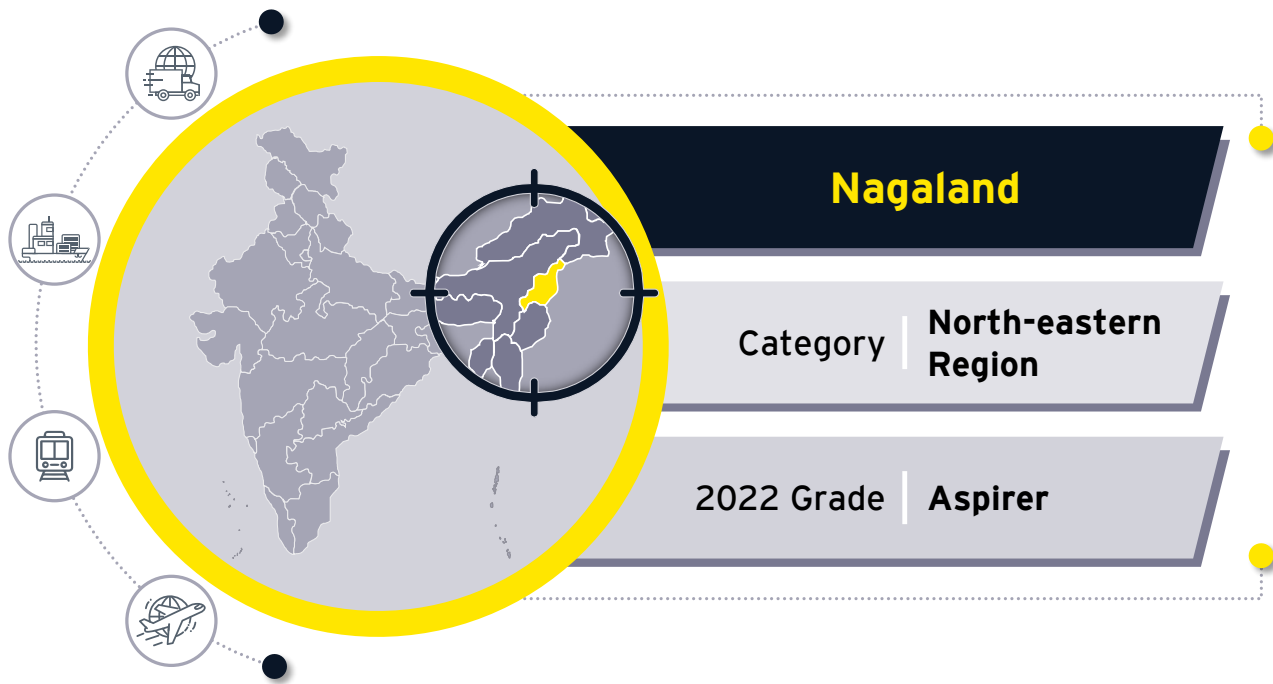 Nagaland
Category
North-eastern
Region
2022 Grade
Aspirer